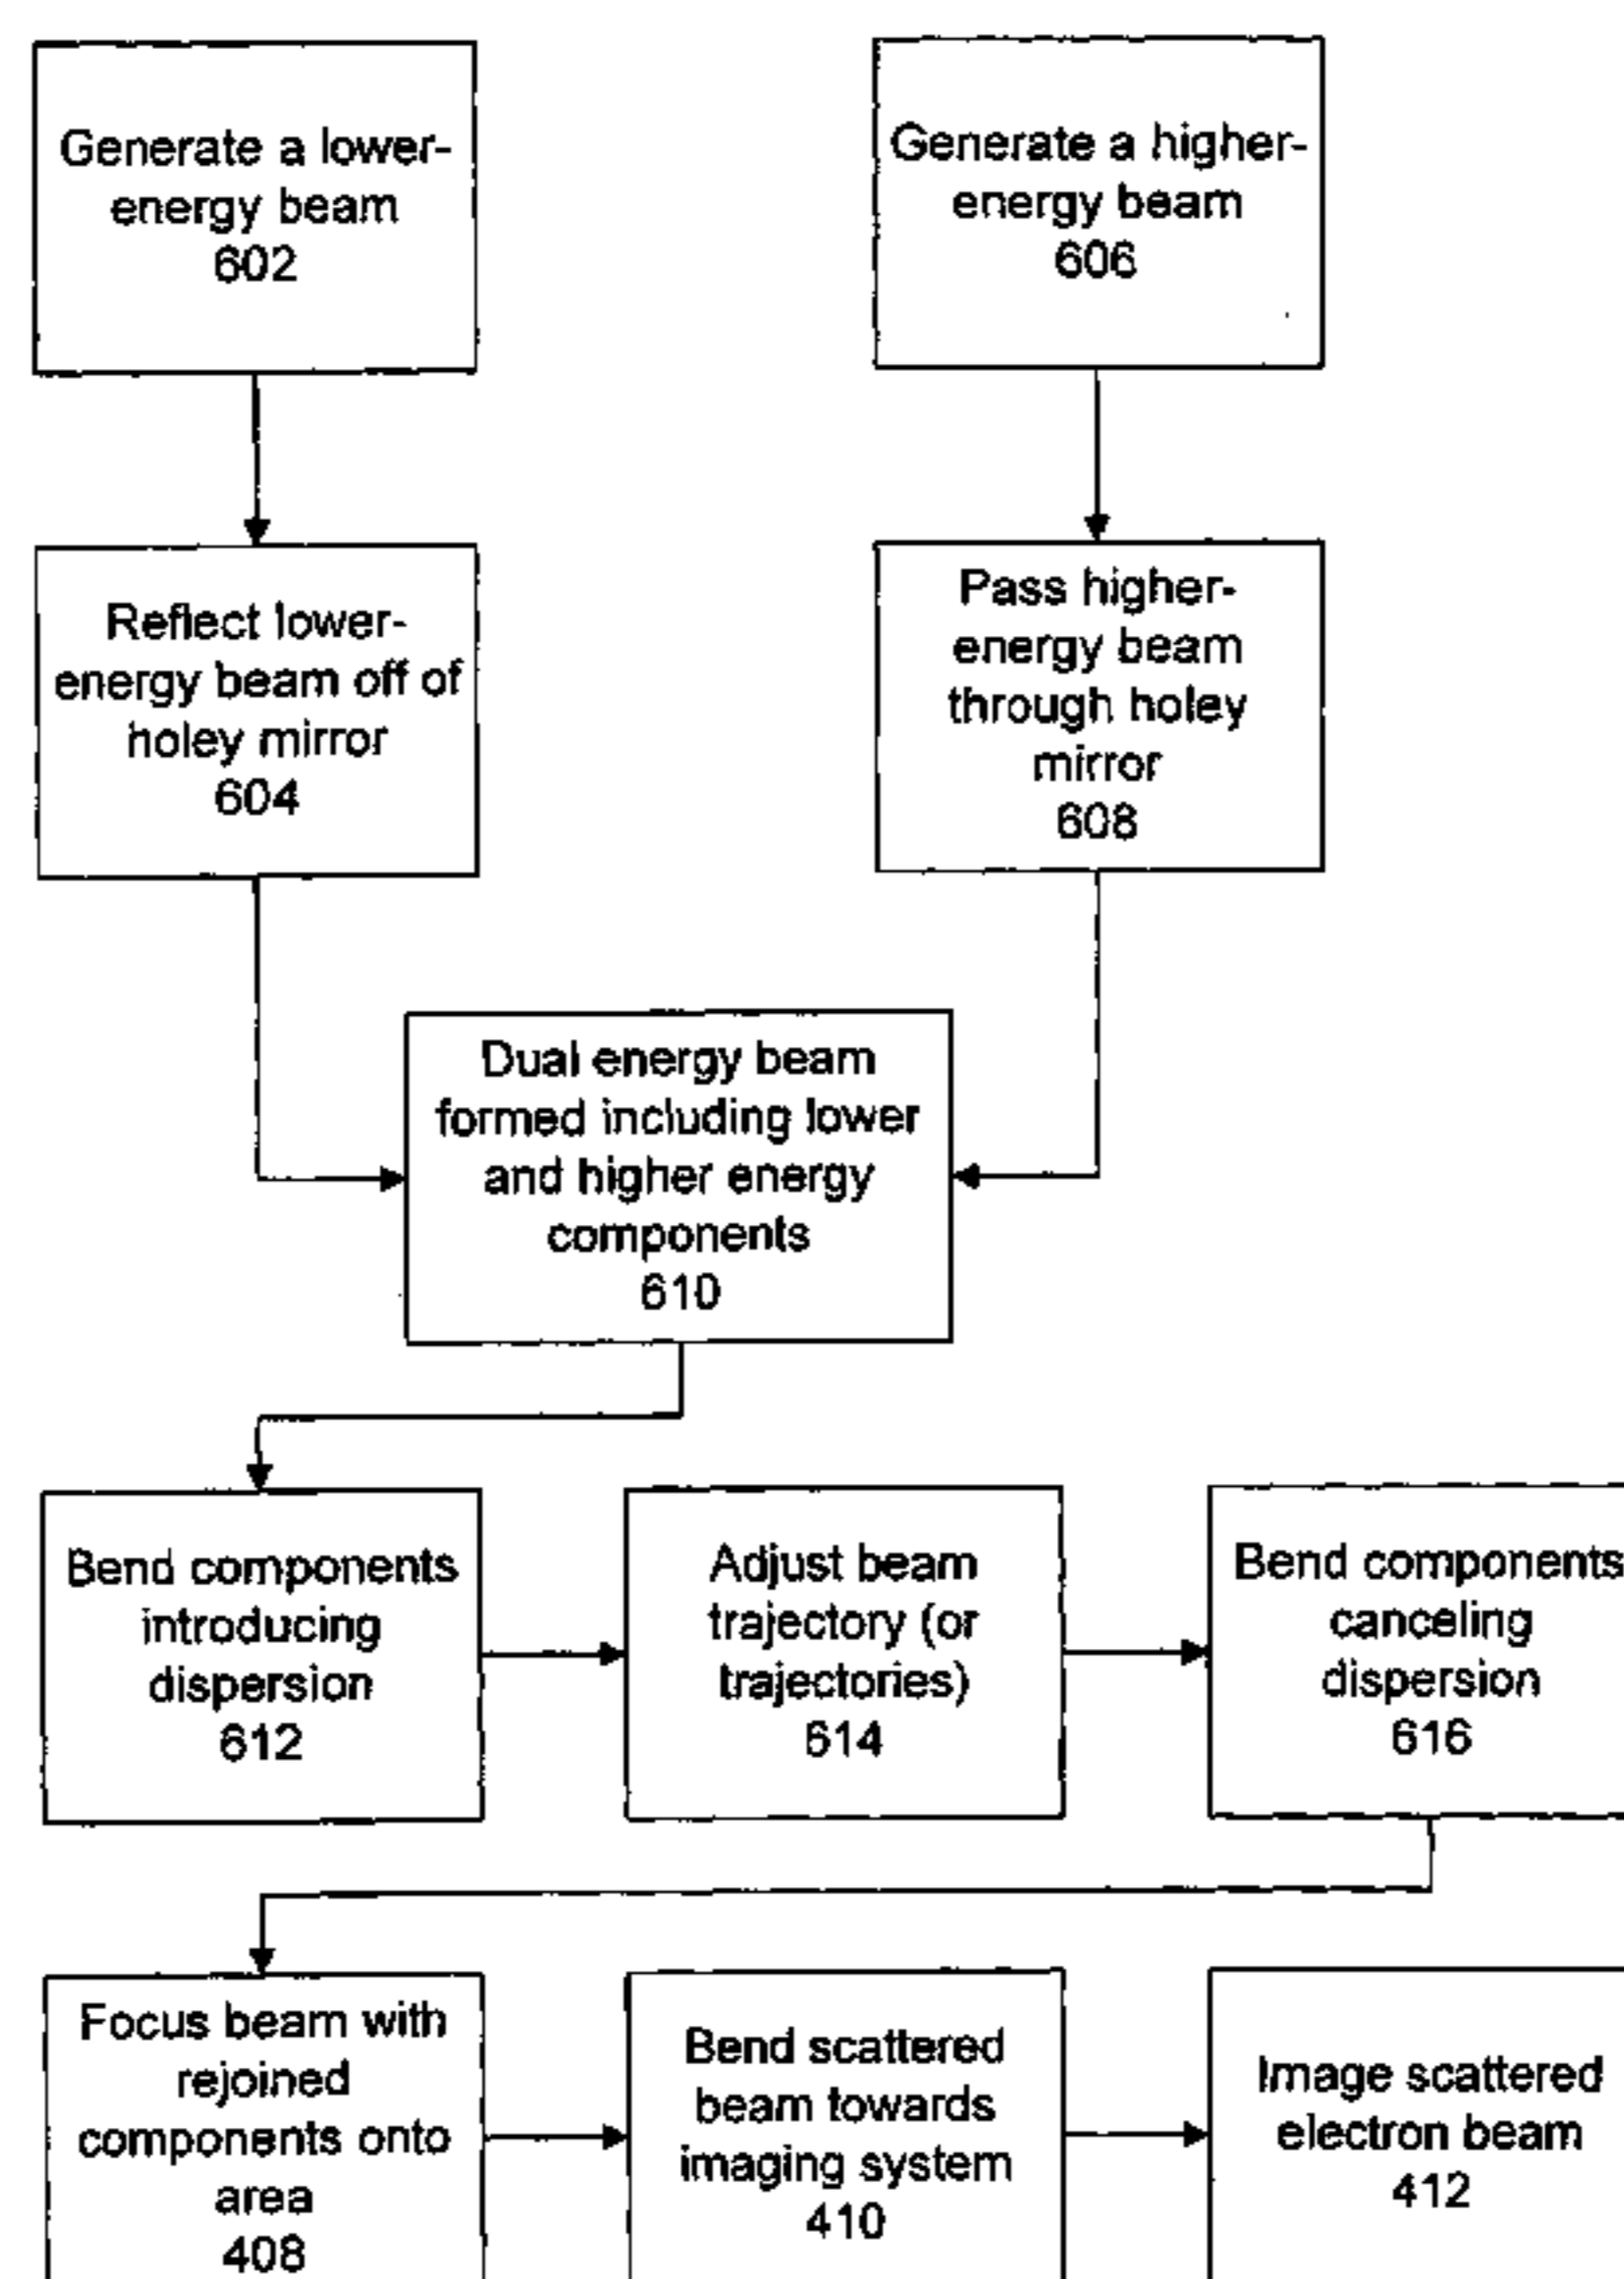 Generate a lower-
energy beam
602
Generate a higher-
energy beam
606
Reflect lower-
energy beam off of
holey mirror
604
Pass higher-
energy beam
through holey
mirror
608
Dual energy beam
formed including lower
and higher energy
components
610
Bend components
introducing
dispersion
612
Adjust beam
trajectory (or
trajectories)
614
Bend components
canceling
dispersion
616
Focus beam with
rejoined
components onto
area
408
Bend scattered
beam towards
imaging system
410
Image scattered
electron beam
412